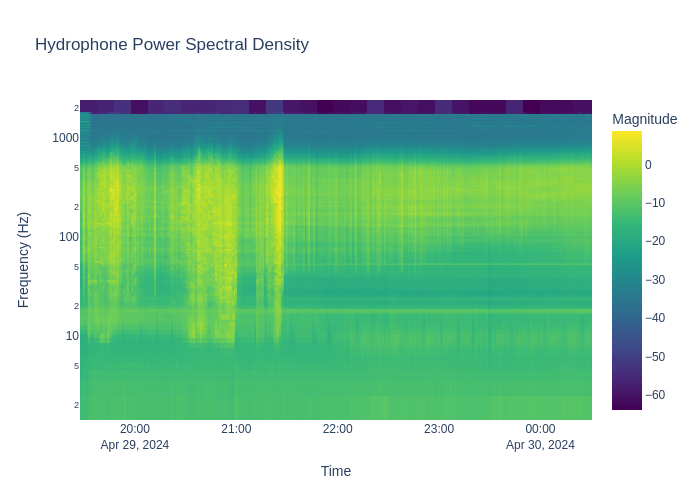 Hydrophone Power Spectral Density
Magnitude
2
1000
5
2
100
5
2
10
5
2
Frequency (Hz)
0
−10
−20
−30
−40
−50
−60
20:00 21:00 22:00 23:00 00:00
Apr 29, 2024 Apr 30, 2024
Time